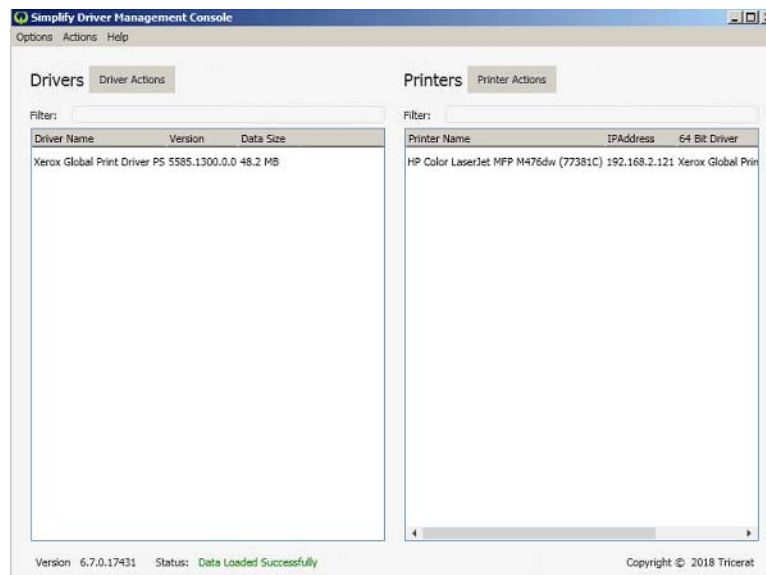 Simplify Driver Management Console
Options Actions Help
Drivers Driver Actions
Printers Printer Actions
Filter:
Filter:
Driver Name Version Data Size
Printer Name IPAddress 64 Bit Driver
Xerox Global Print Driver PS 5585.1300.0.0 48.2 MB
HP Color LaserJet MFP M476dw (77381C) 192.168.2.121 Xerox Global Prin
Version 6.7.0.17431 Status: Data Loaded Successfully
Copyright © 2018 Tricerat